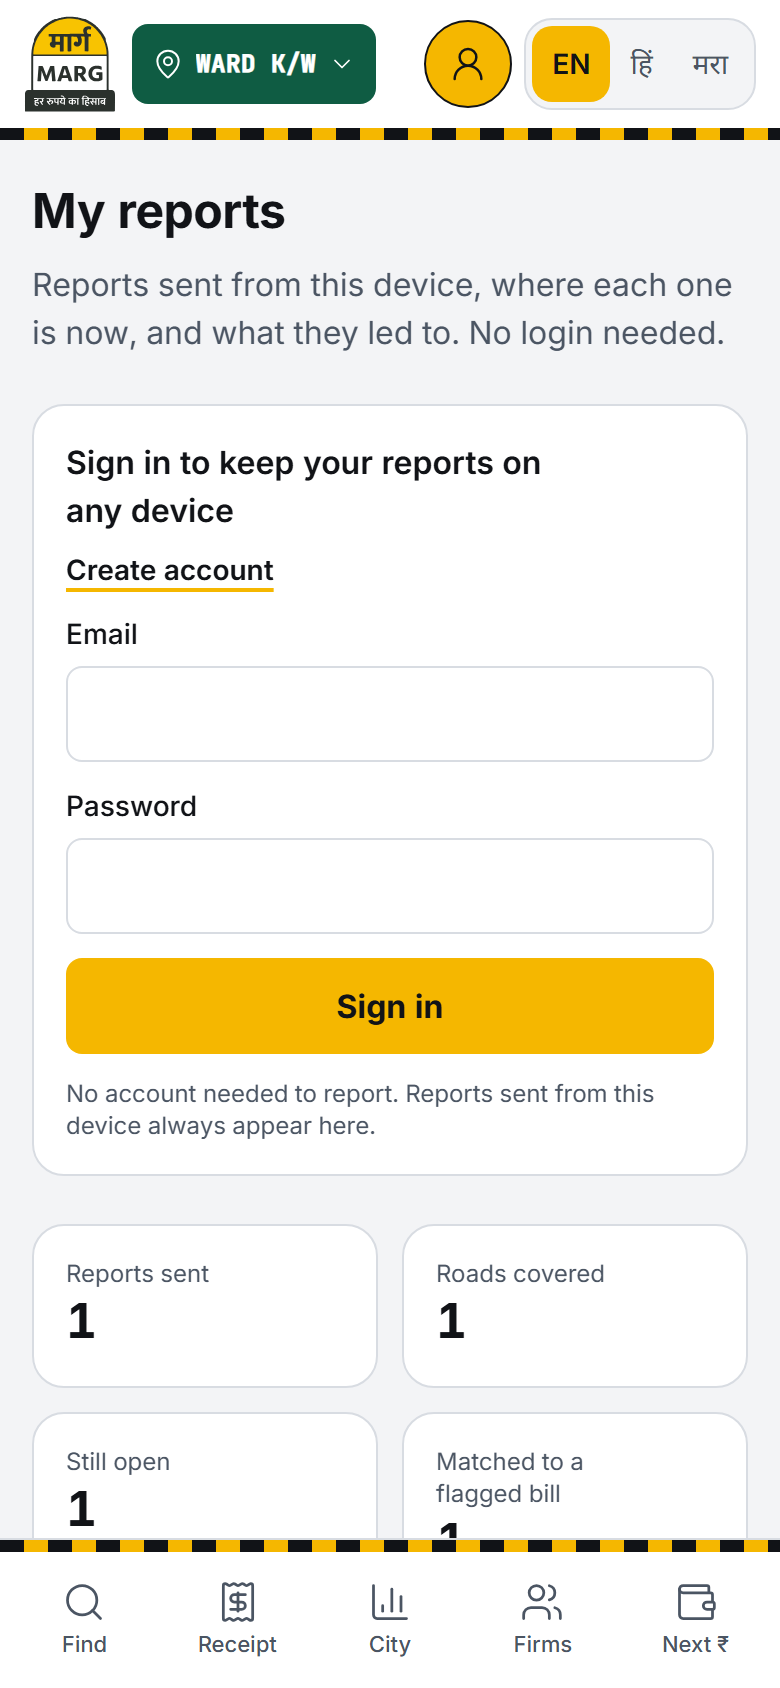 मार्ग
MARG
हर रुपये का हिसाब
WARD K/W
EN
हिं
मरा
My reports
Reports sent from this device, where each one
is now, and what they led to. No login needed.
Sign in to keep your reports on
any device
Create account
Email
Password
Sign in
No account needed to report. Reports sent from this
device always appear here.
Reports sent
1
Roads covered
1
Still open
1
Matched to a
flagged bill
1
Find
Receipt
City
Firms
Next ₹